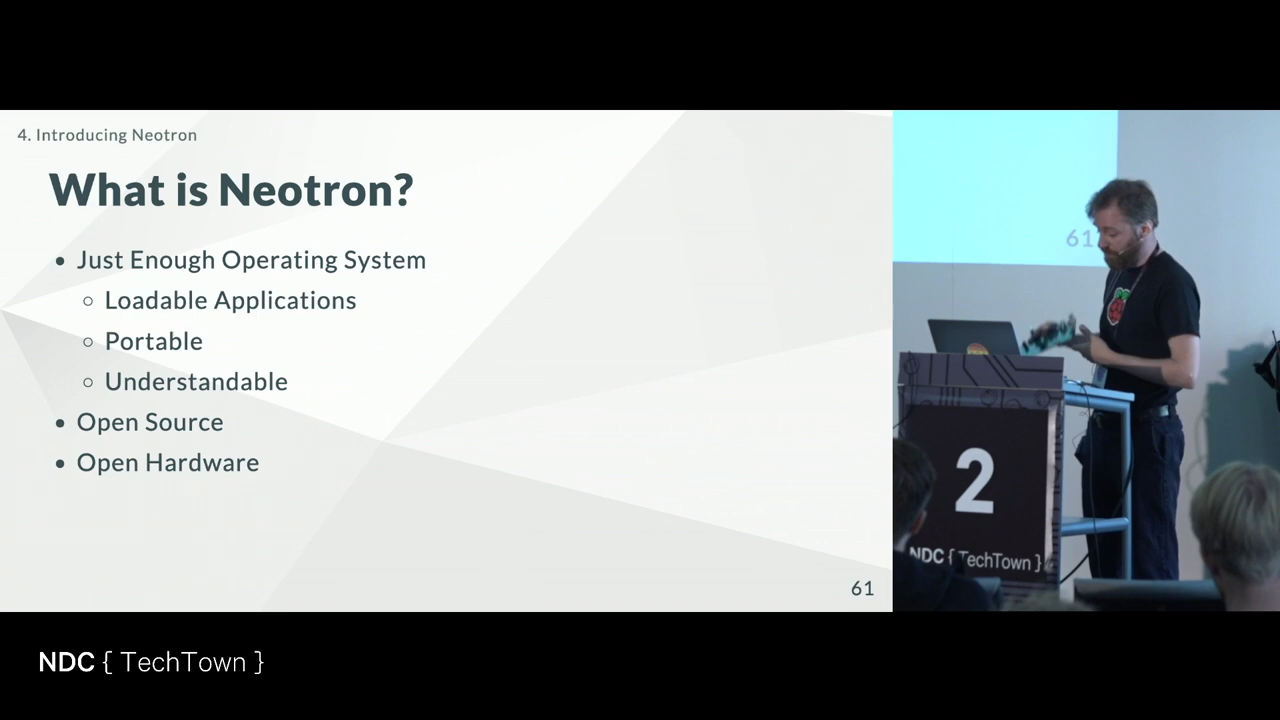 4. Introducing Neotron
What is Neotron?
• Just Enough Operating System
◦ Loadable Applications
◦ Portable
◦ Understandable
• Open Source
• Open Hardware
61
61
2
NDC { TechTown }
NDC { TechTown }